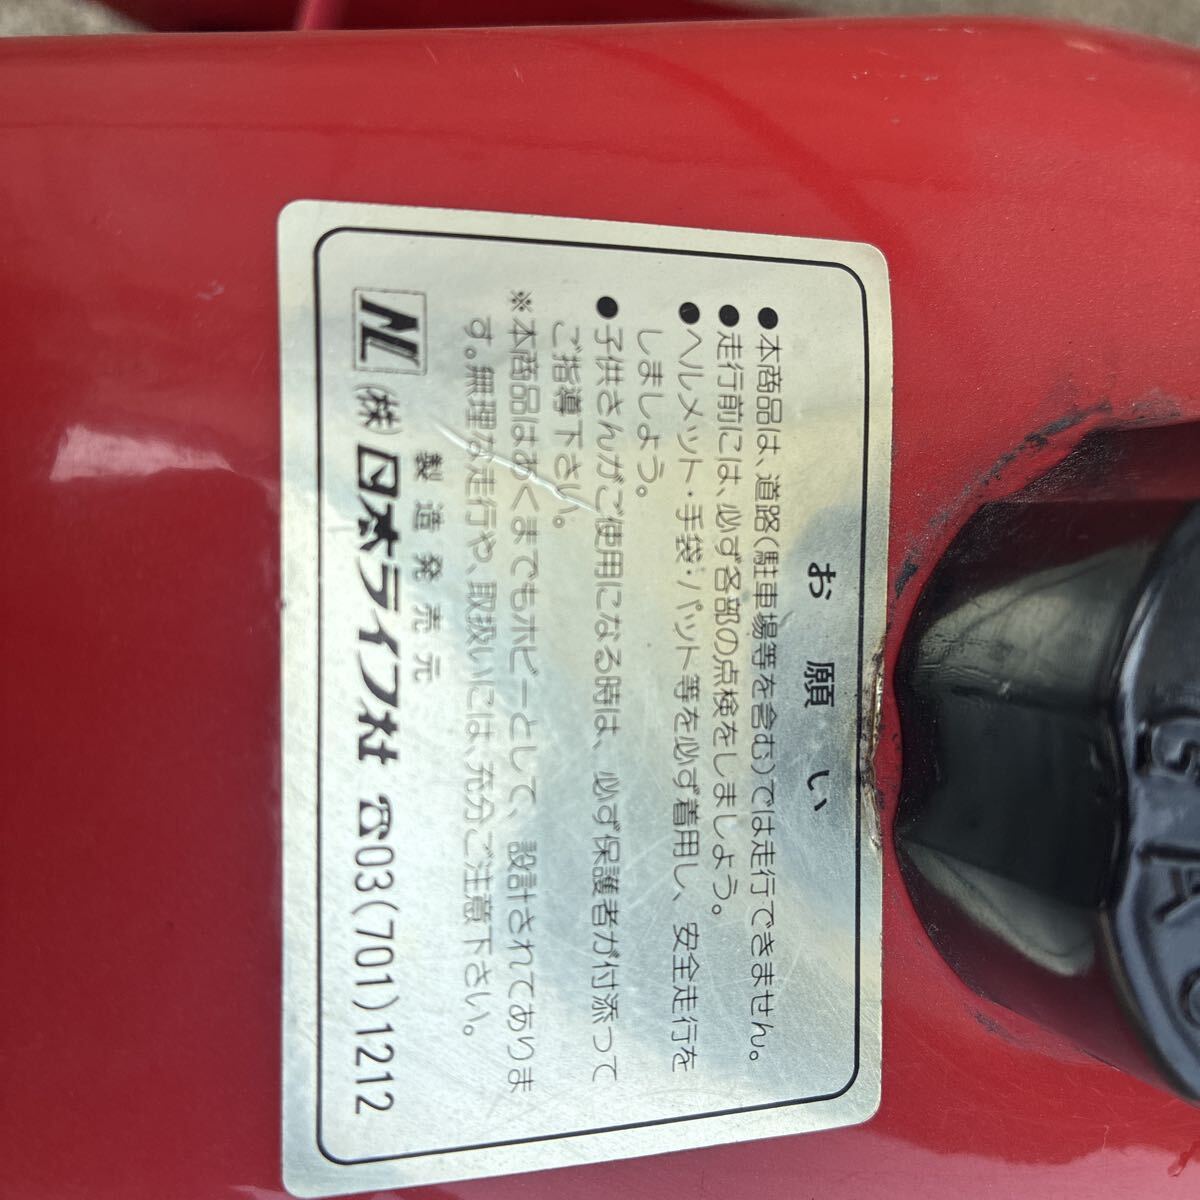 お願い
●本商品は、道路(駐車場等を含む)では走行できません。
●走行前には、必ず各部の点検をしましょう。
●ヘルメット・手袋・パット等を必ず着用し、安全走行を
しましょう。
●子供さんがご使用になる時は、必ず保護者が付添って
ご指導下さい。
※本商品はあくまでもホビーとして、設計されてありま
す。無理な走行や、取扱いには、充分ご注意下さい。
製造発売元
NL (株)日本ライフ社 ☎03(701)1212